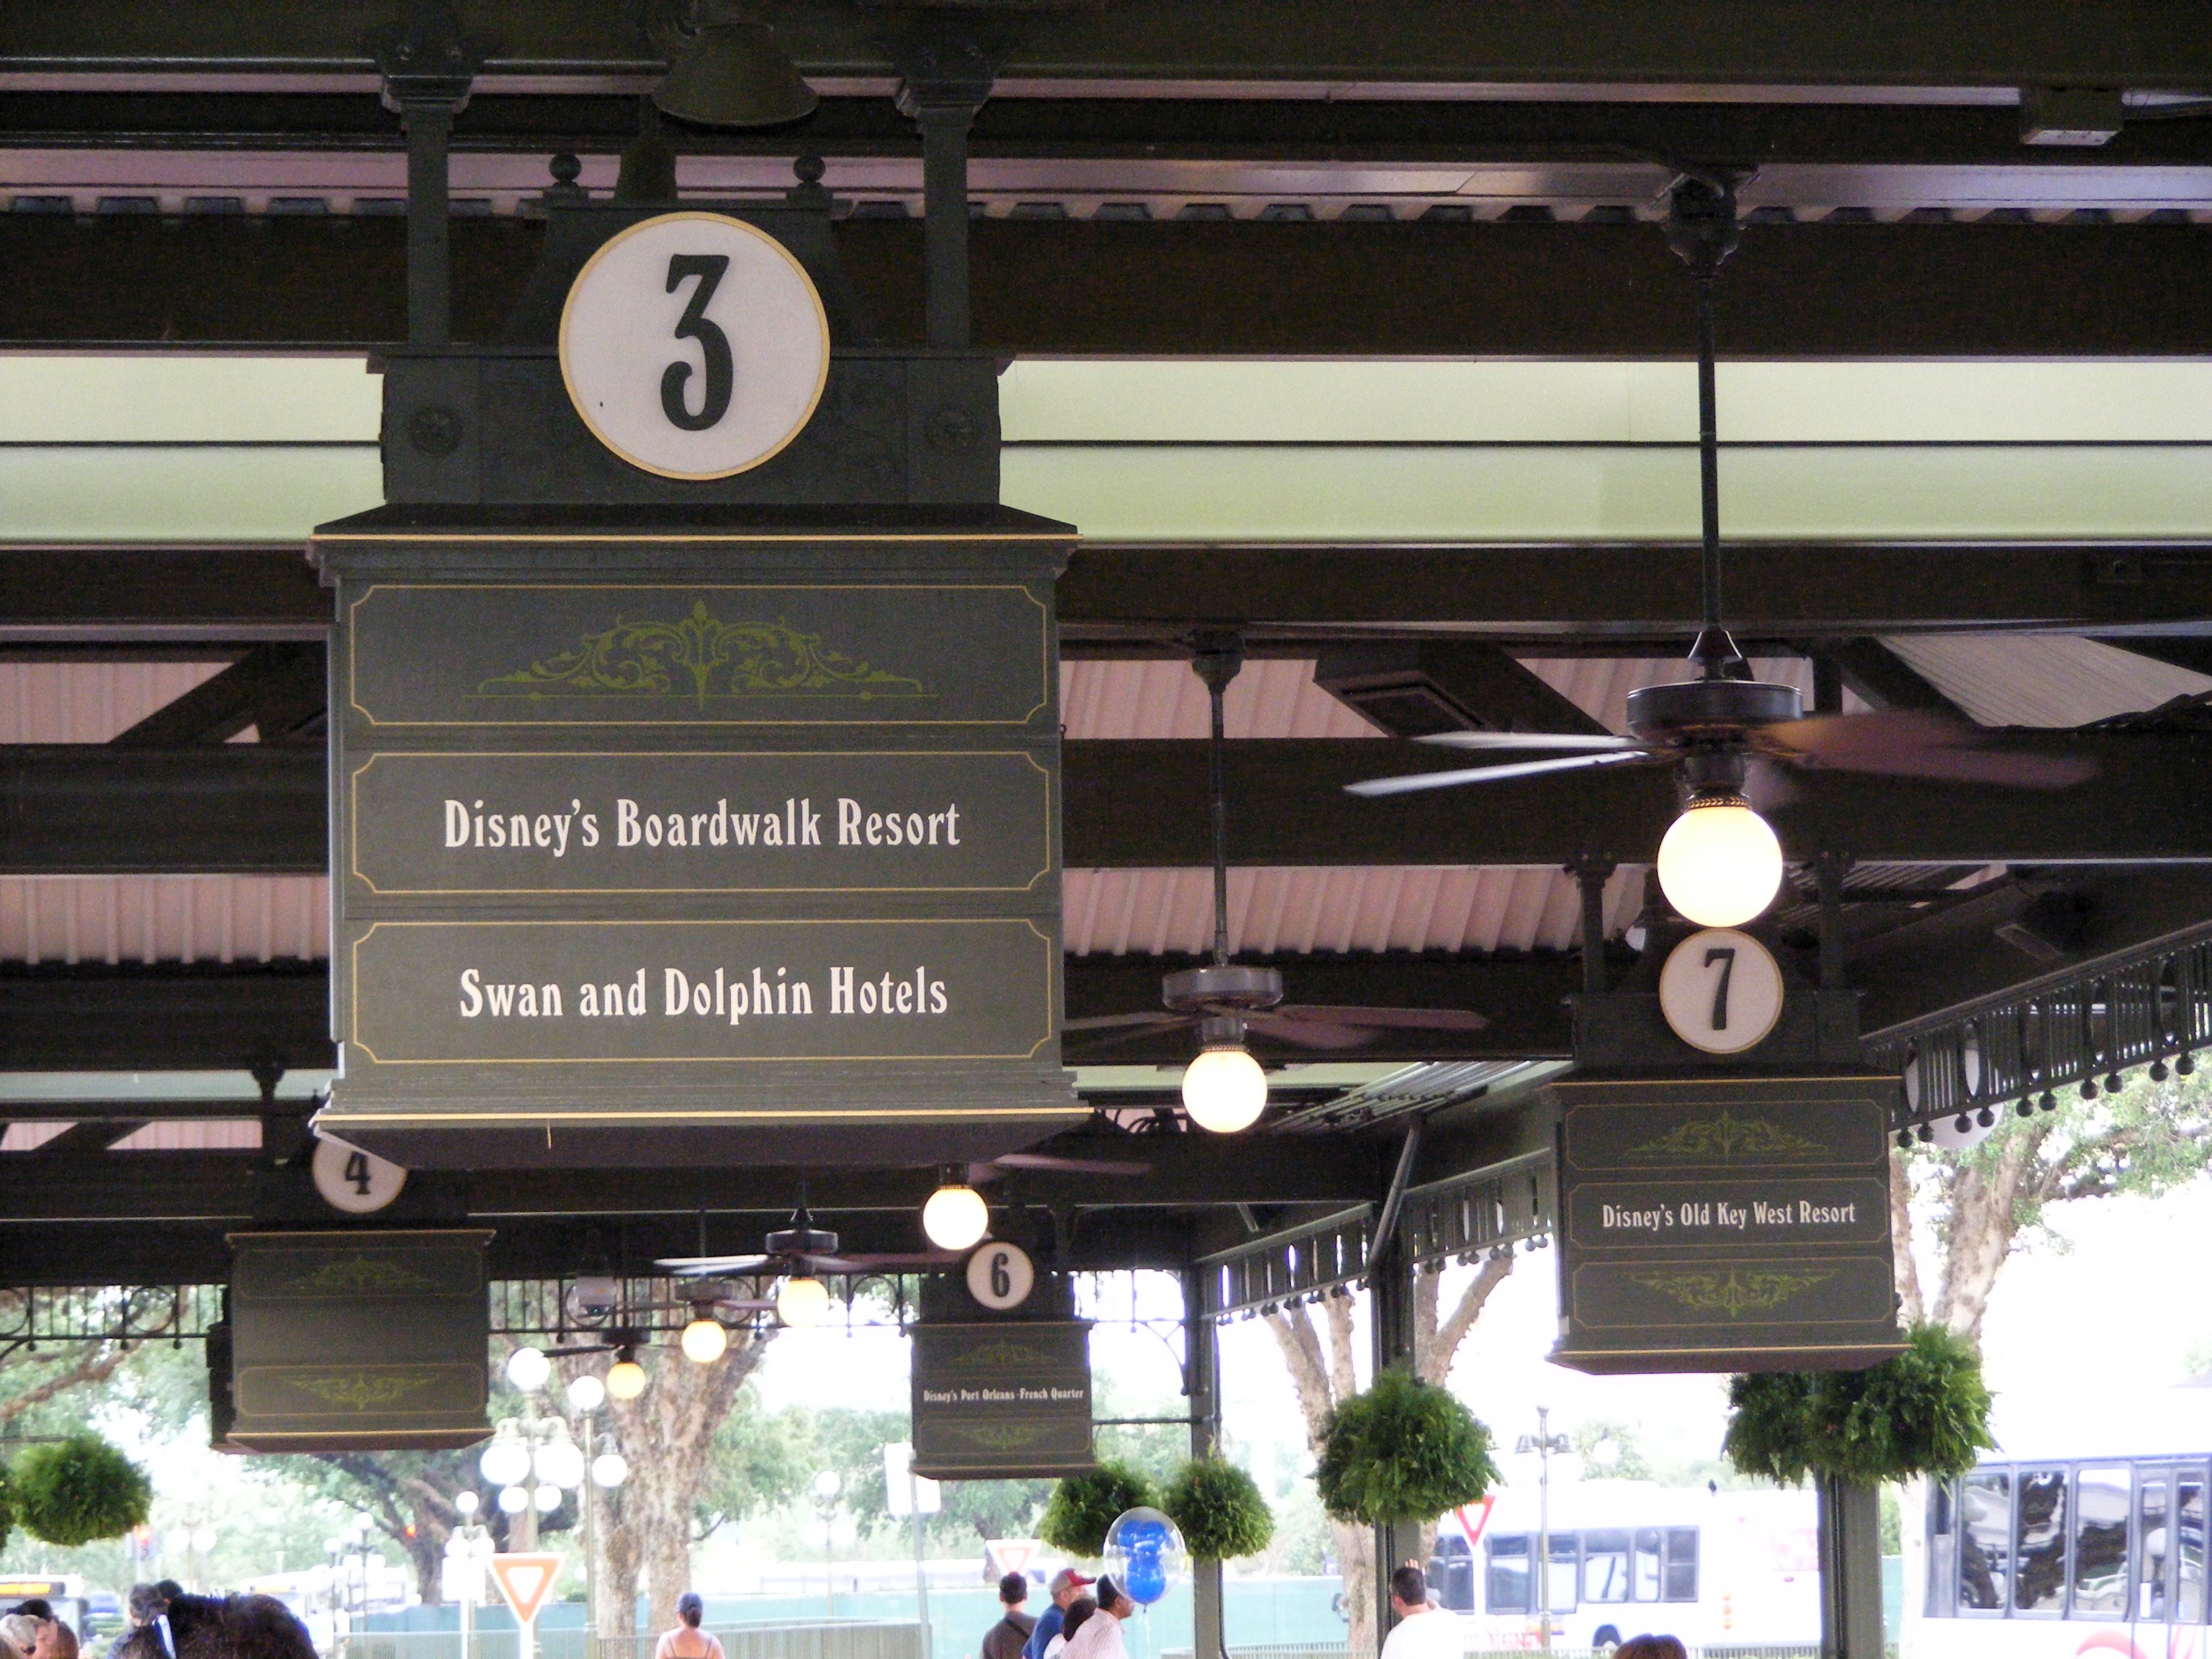 3
Disney's Boardwalk Resort
Swan and Dolphin Hotels
7
Disney's Old Key West Resort
4
6
Disney's Port Orleans-French Quarter